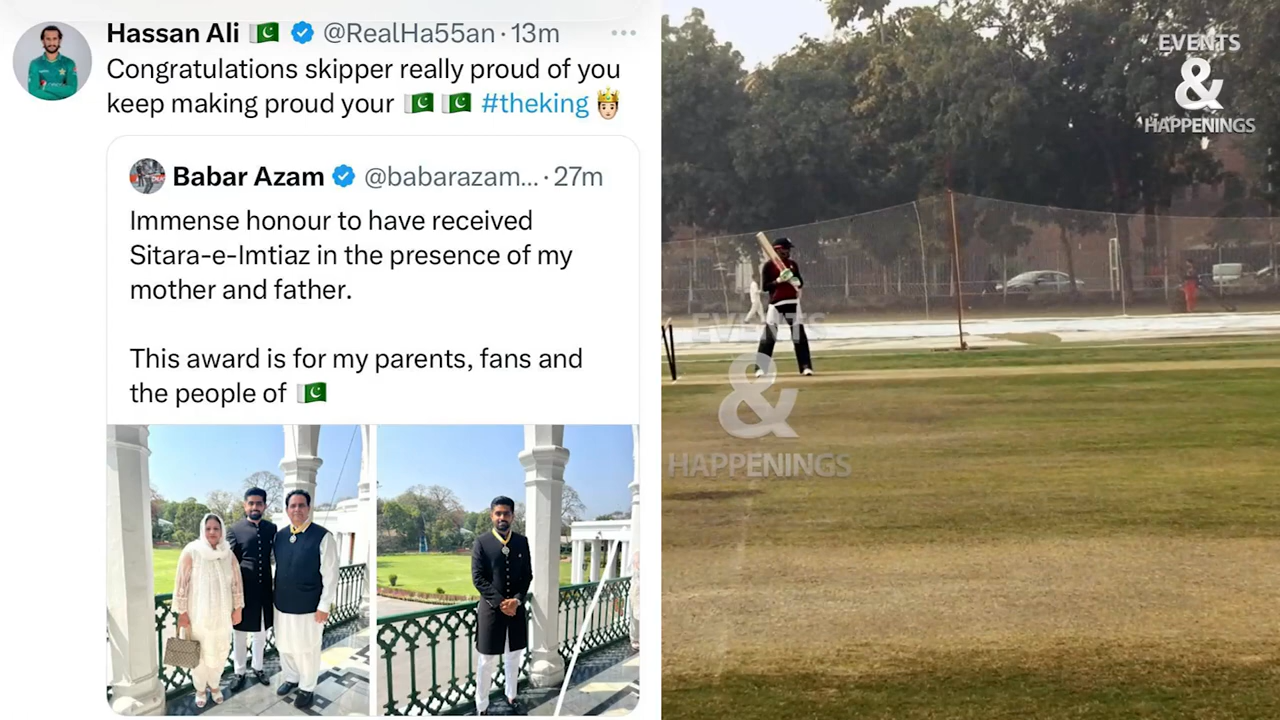 Hassan Ali 🇵🇰 @RealHa55an · 13m
Congratulations skipper really proud of you
keep making proud your 🇵🇰 🇵🇰 #theking 🤴🏻
Babar Azam @babarazam... · 27m
Immense honour to have received
Sitara-e-Imtiaz in the presence of my
mother and father.
This award is for my parents, fans and
the people of 🇵🇰
EVENTS
&
HAPPENINGS
EVENTS
&
HAPPENINGS